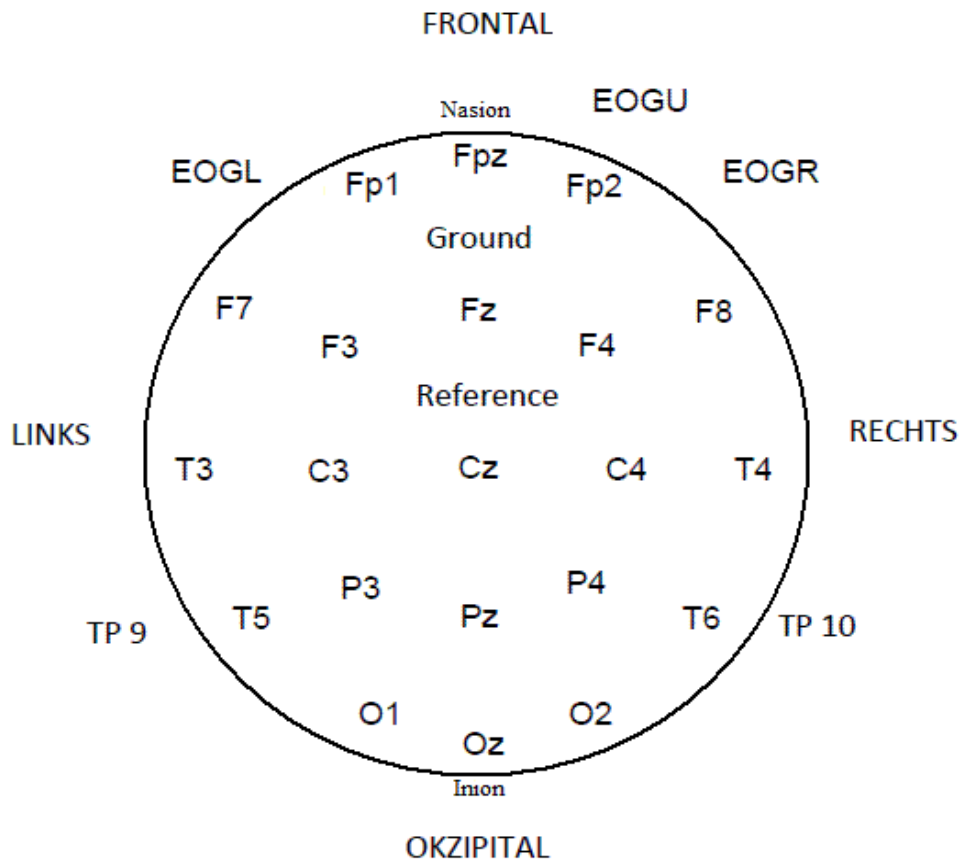 FRONTAL
Nasion
EOGU
EOGL
Fp1
Fpz
Fp2
EOGR
Ground
F7
Fz
F8
F3
F4
Reference
LINKS
RECHTS
T3
C3
Cz
C4
T4
P3
P4
TP 9
T5
Pz
T6
TP 10
O1
O2
Oz
Inion
OKZIPITAL